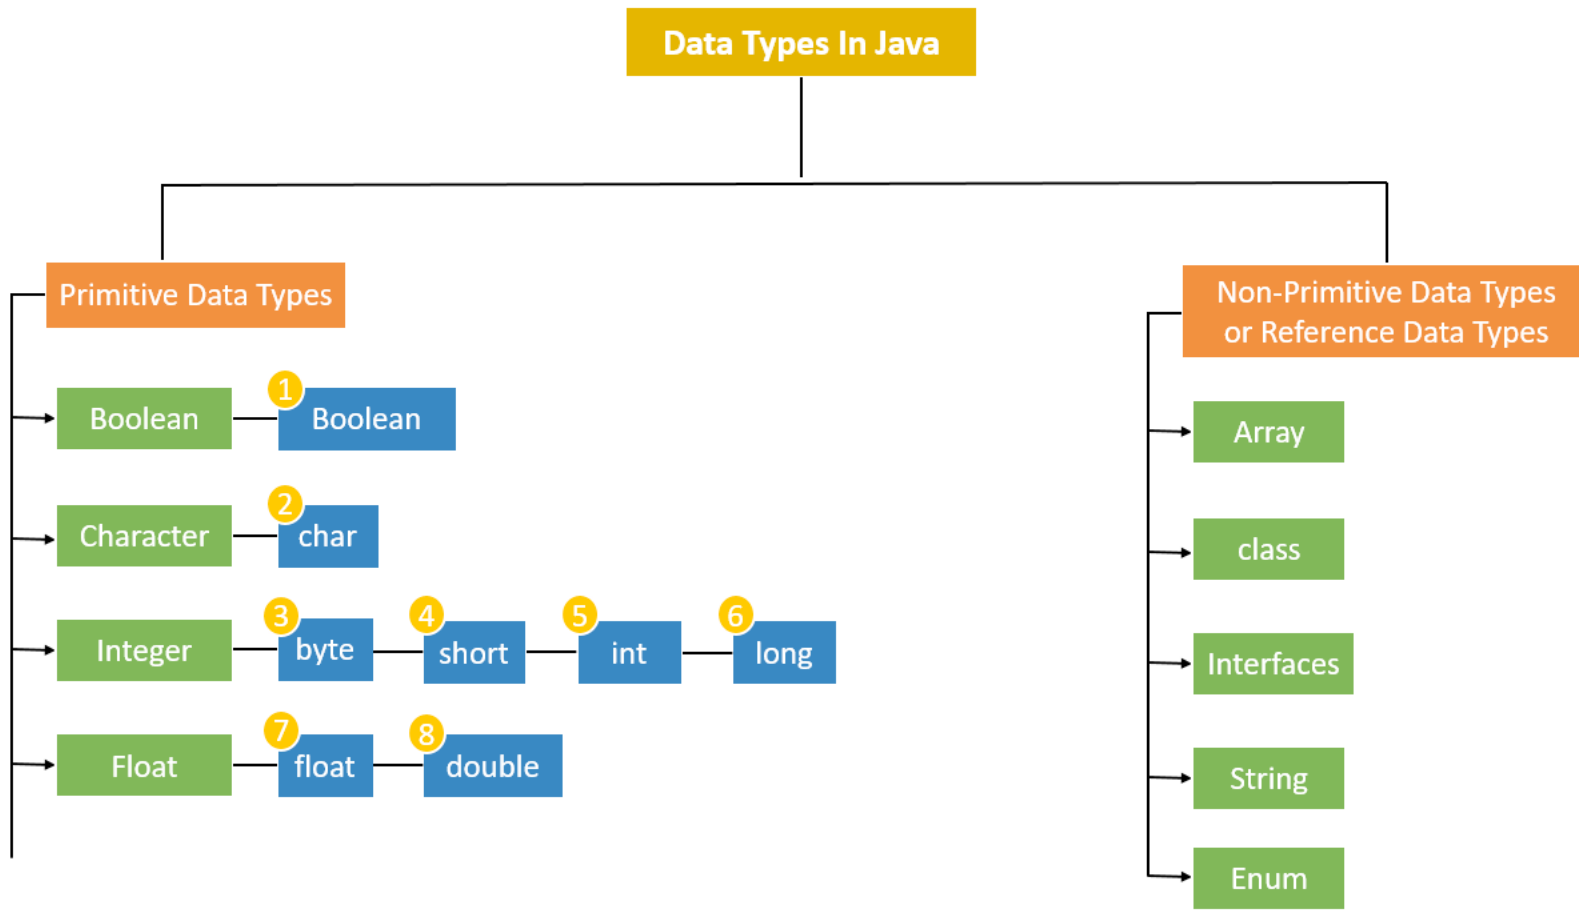 Data Types In Java
Primitive Data Types
1
Boolean
Boolean
2
Character
char
3
4
5
6
Integer
byte
short
int
long
7
8
Float
float
double
Non-Primitive Data Types
or Reference Data Types
Array
class
Interfaces
String
Enum